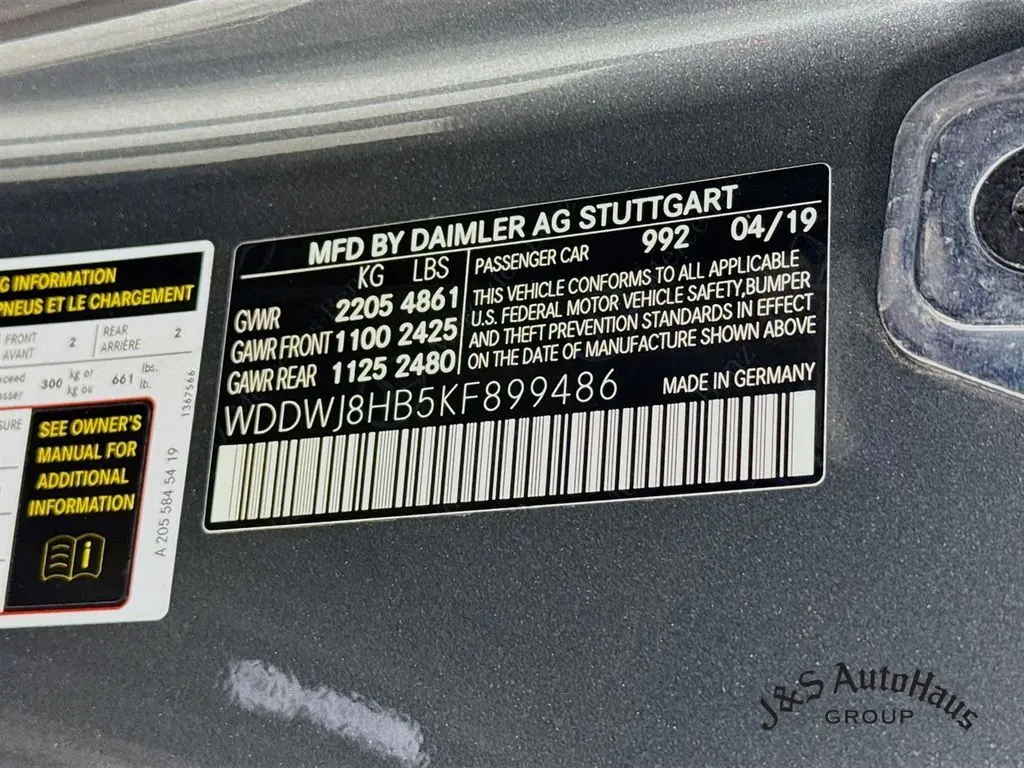 MFD BY DAIMLER AG STUTTGART
KG LBS
GVWR 2205 4861
GAWR FRONT 1100 2425
GAWR REAR 1125 2480
PASSENGER CAR 992 04/19
THIS VEHICLE CONFORMS TO ALL APPLICABLE
U.S. FEDERAL MOTOR VEHICLE SAFETY,BUMPER
AND THEFT PREVENTION STANDARDS IN EFFECT
ON THE DATE OF MANUFACTURE SHOWN ABOVE
WDDWJ8HB5KF899486 MADE IN GERMANY
G INFORMATION
PNEUS ET LE CHARGEMENT
FRONT 2 REAR 2
AVANT ARRIÈRE
300 kg or 661 lbs.
kg ou lb.
SEE OWNER'S
MANUAL FOR
ADDITIONAL
INFORMATION
A 205 584 54 19
1367566
J&S AutoHaus
GROUP